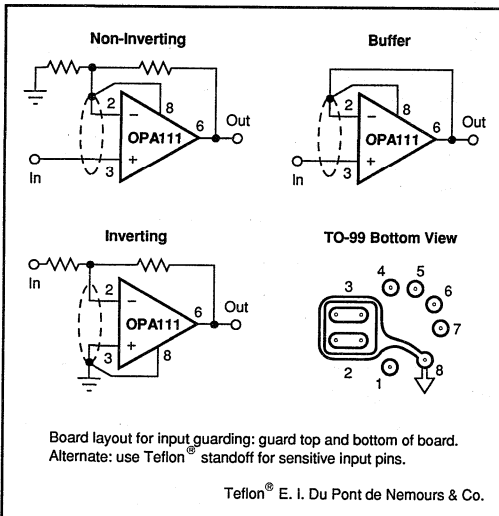 Non-Inverting
2
8
−
OPA111
6
Out
+
3
In
Buffer
2
8
−
OPA111
6
Out
+
3
In
Inverting
In
2
−
OPA111
6
Out
+
3
8
TO-99 Bottom View
3
4
5
6
7
2
1
8
Board layout for input guarding: guard top and bottom of board.
Alternate: use Teflon® standoff for sensitive input pins.
Teflon® E. I. Du Pont de Nemours & Co.